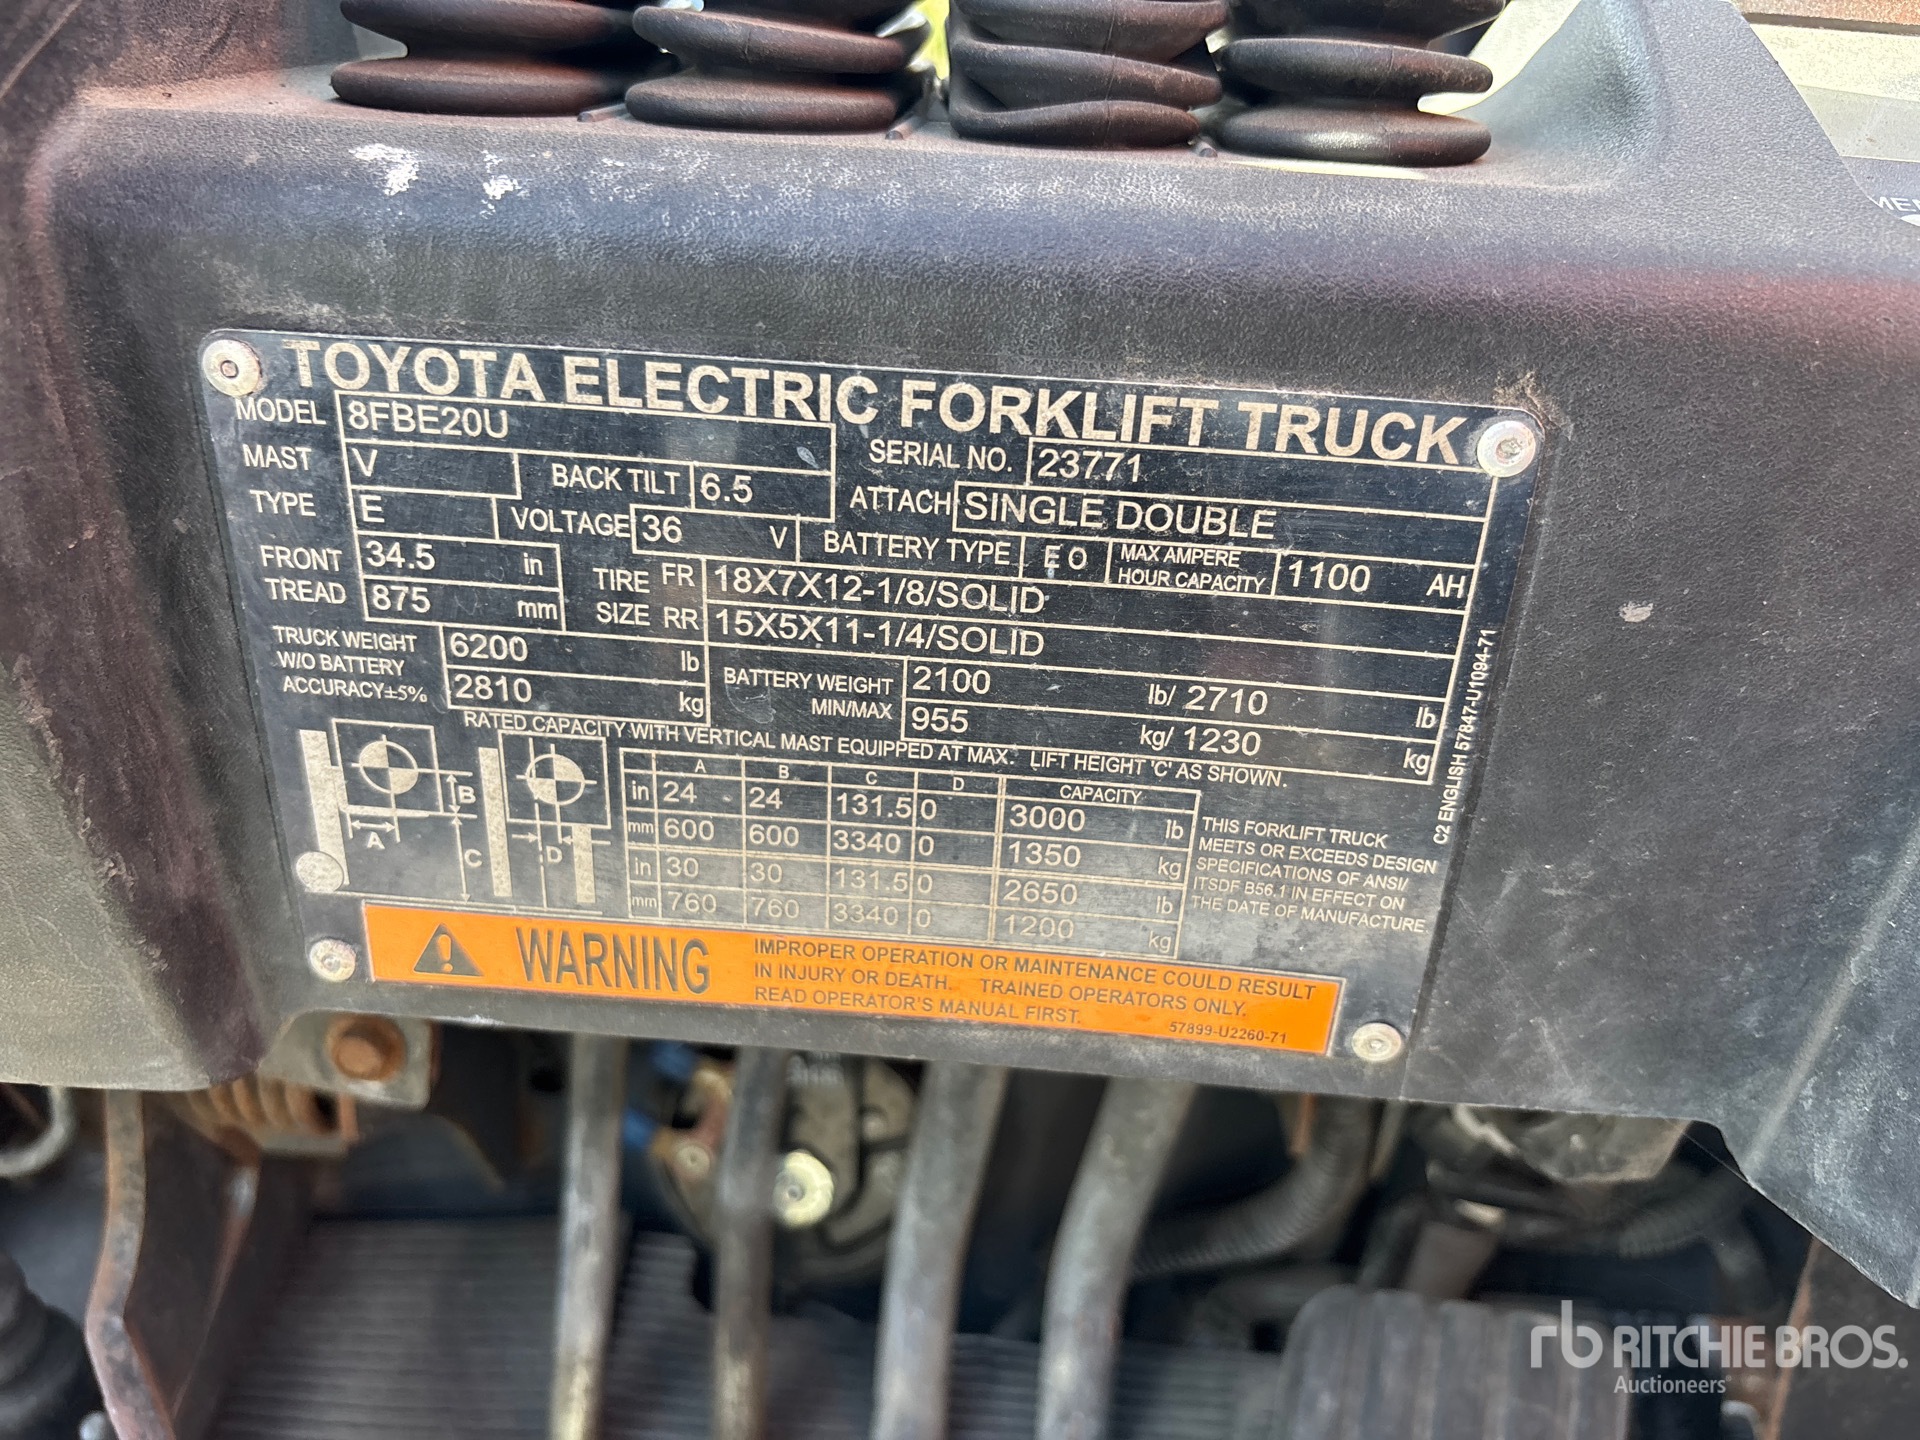 TOYOTA ELECTRIC FORKLIFT TRUCK
MODEL 8FBE20U
SERIAL NO. 23771
MAST V BACK TILT 6.5
ATTACH SINGLE DOUBLE
TYPE E VOLTAGE 36 V BATTERY TYPE E O MAX AMPERE HOUR CAPACITY 1100 AH
FRONT TREAD 34.5 in
875 mm
TIRE SIZE FR 18X7X12-1/8/SOLID
RR 15X5X11-1/4/SOLID
TRUCK WEIGHT W/O BATTERY ACCURACY±5% 6200 lb
2810 kg
BATTERY WEIGHT MIN/MAX 2100 lb/ 2710 lb
955 kg/ 1230 kg
RATED CAPACITY WITH VERTICAL MAST EQUIPPED AT MAX. LIFT HEIGHT 'C' AS SHOWN.
A B C D CAPACITY
in 24 24 131.5 0 3000 lb
mm 600 600 3340 0 1350 kg
in 30 30 131.5 0 2650 lb
mm 760 760 3340 0 1200 kg
B
A
C
D
THIS FORKLIFT TRUCK
MEETS OR EXCEEDS DESIGN
SPECIFICATIONS OF ANSI/
ITSDF B56.1 IN EFFECT ON
THE DATE OF MANUFACTURE.
C2 ENGLISH 57847-U1094-71
WARNING
IMPROPER OPERATION OR MAINTENANCE COULD RESULT
IN INJURY OR DEATH. TRAINED OPERATORS ONLY.
READ OPERATOR'S MANUAL FIRST.
57899-U2260-71
rb RITCHIE BROS.
Auctioneers